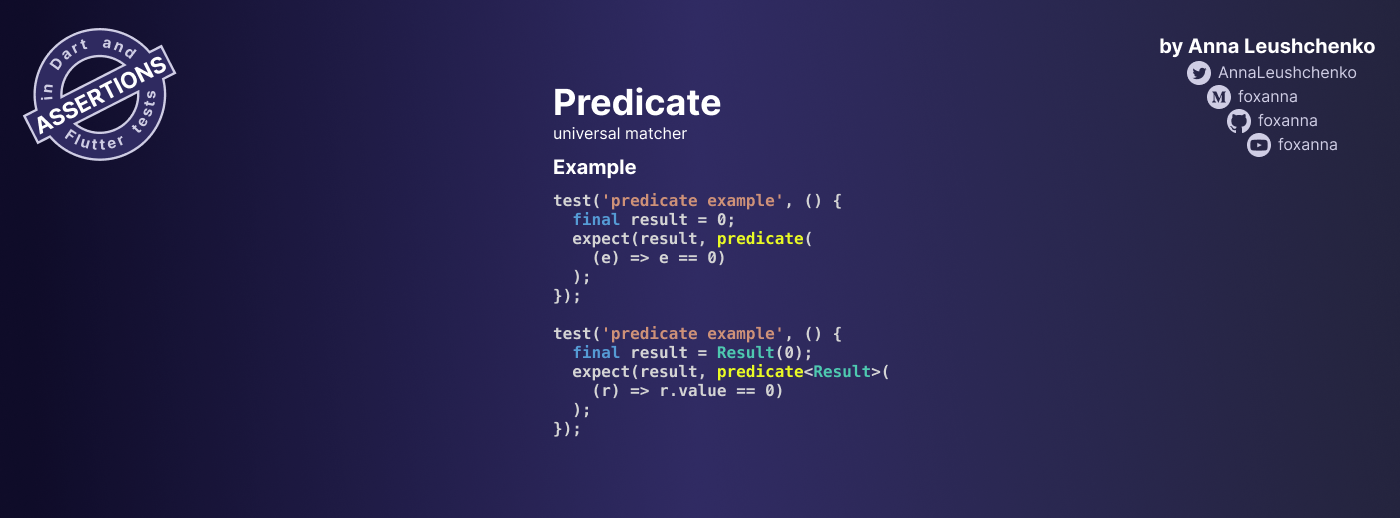 in Dart and
ASSERTIONS
Flutter tests
by Anna Leushchenko
AnnaLeushchenko
M foxanna
foxanna
foxanna
Predicate
universal matcher
Example
test('predicate example', () {
  final result = 0;
  expect(result, predicate(
    (e) => e == 0)
  );
});
test('predicate example', () {
  final result = Result(0);
  expect(result, predicate<Result>(
    (r) => r.value == 0)
  );
});